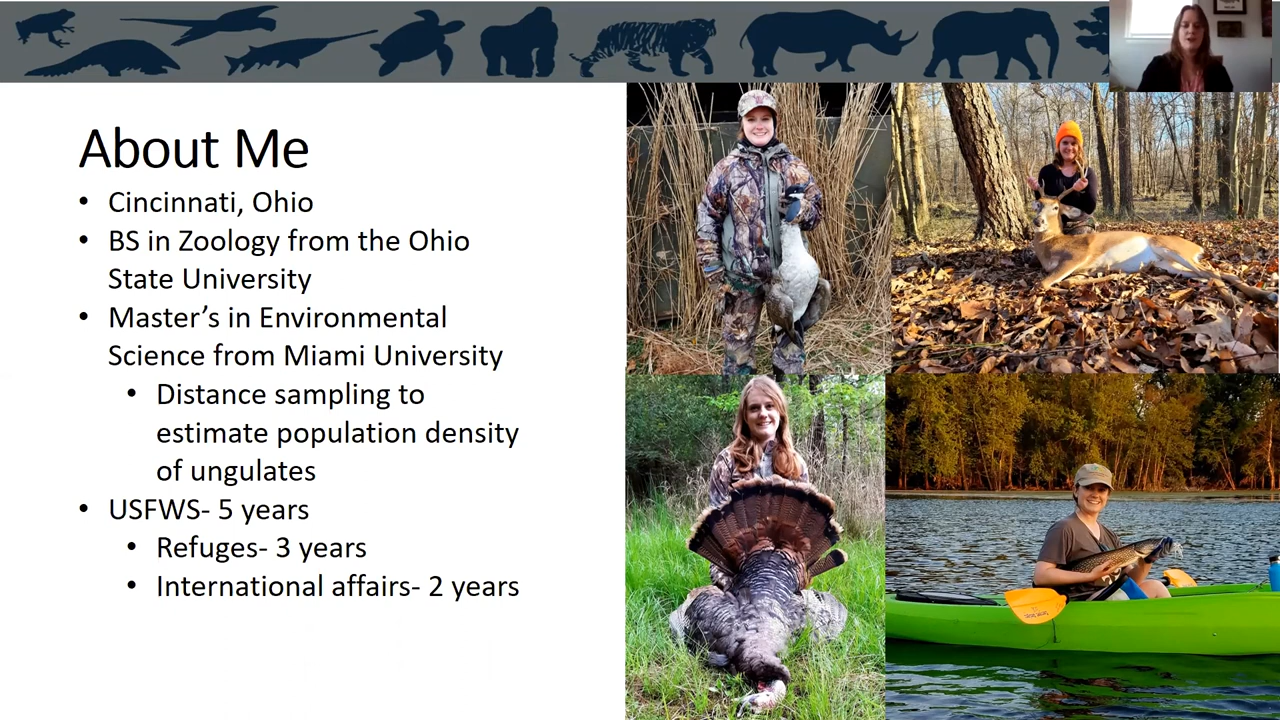 About Me
• Cincinnati, Ohio
• BS in Zoology from the Ohio
State University
• Master's in Environmental
Science from Miami University
• Distance sampling to
estimate population density
of ungulates
• USFWS- 5 years
• Refuges- 3 years
• International affairs- 2 years